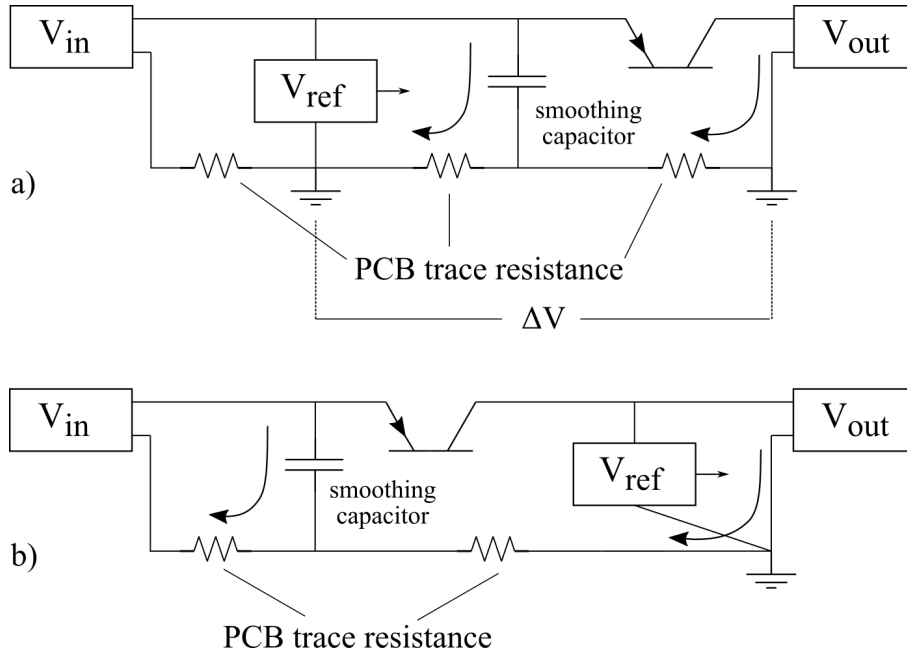 V_in
V_out
V_ref
smoothing
capacitor
a)
PCB trace resistance
ΔV
V_in
V_out
V_ref
smoothing
capacitor
b)
PCB trace resistance